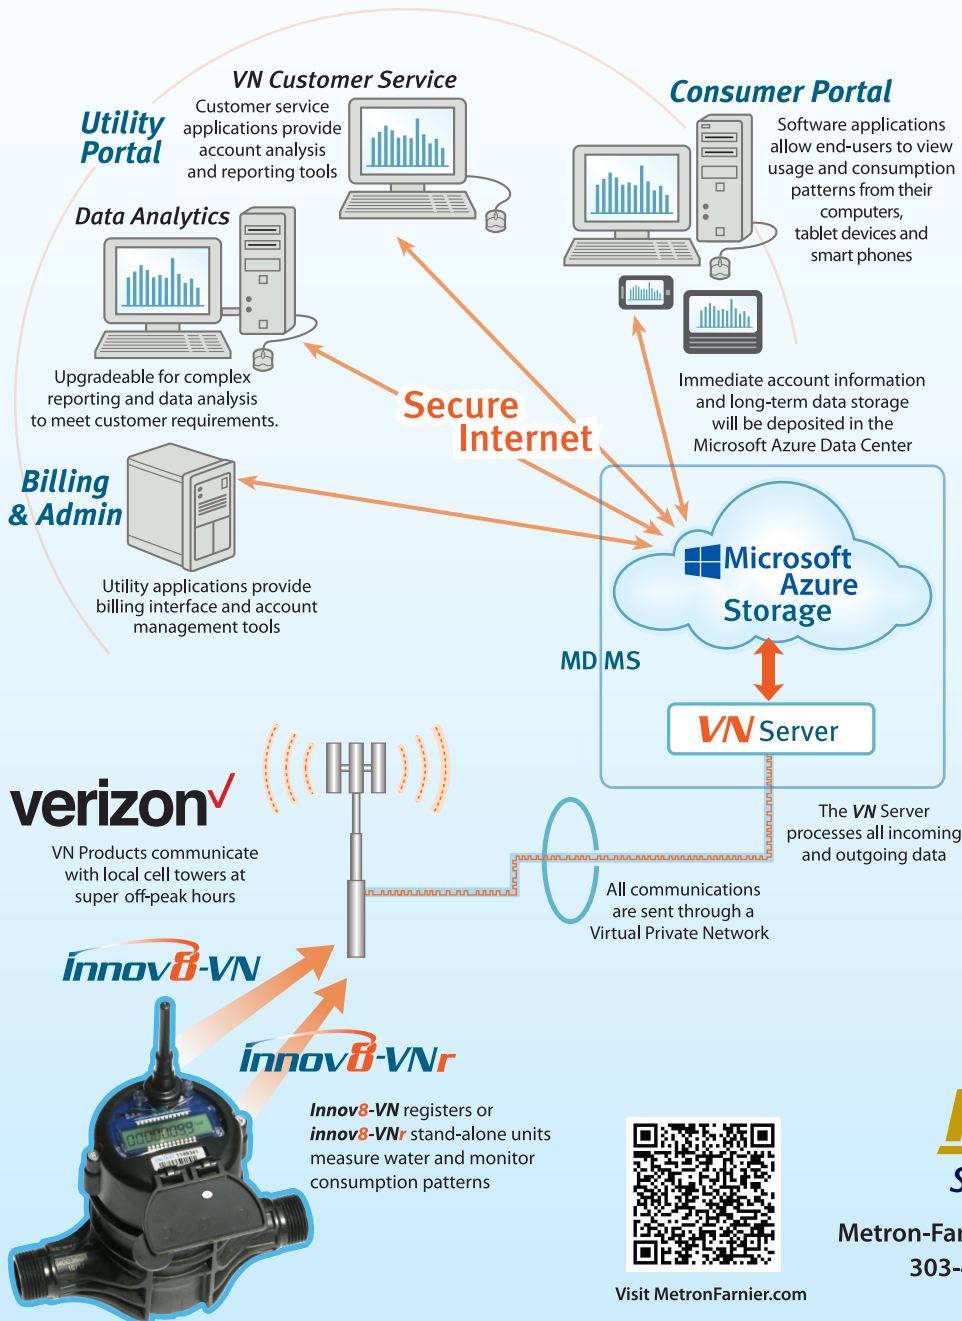 VN Customer Service
Customer service
applications provide
account analysis
and reporting tools
Utility
Portal
Consumer Portal
Software applications
allow end-users to view
usage and consumption
patterns from their
computers,
tablet devices and
smart phones
Data Analytics
Upgradeable for complex
reporting and data analysis
to meet customer requirements.
Secure
Internet
Immediate account information
and long-term data storage
will be deposited in the
Microsoft Azure Data Center
Billing
& Admin
Utility applications provide
billing interface and account
management tools
Microsoft
Azure
Storage
MDMS
VN Server
The VN Server
processes all incoming
and outgoing data
verizon
VN Products communicate
with local cell towers at
super off-peak hours
All communications
are sent through a
Virtual Private Network
innov8-VN
innov8-VNr
Innov8-VN registers or
innov8-VNr stand-alone units
measure water and monitor
consumption patterns
Visit MetronFarnier.com
Metron-Far
303-